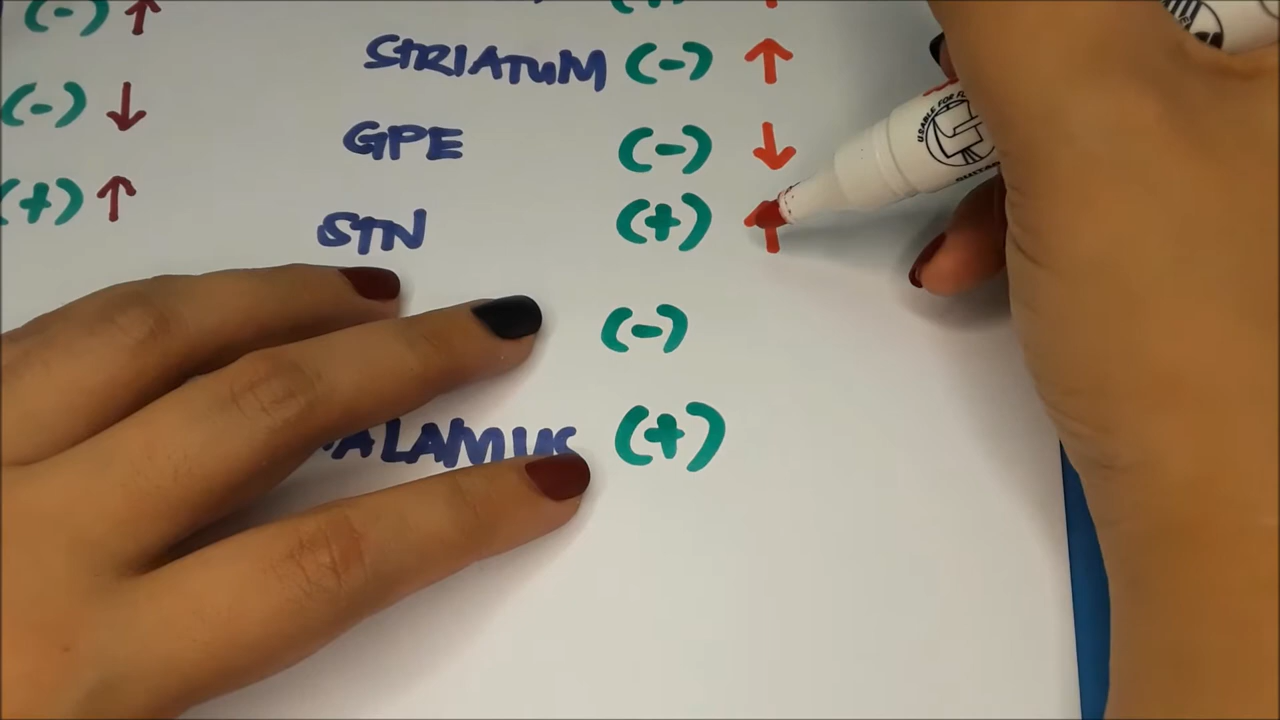 (-) ↑
STRIATUM (-) ↑
(-) ↓ GPE (-) ↓
(+) ↑ STN (+) ↑
(-)
(+)